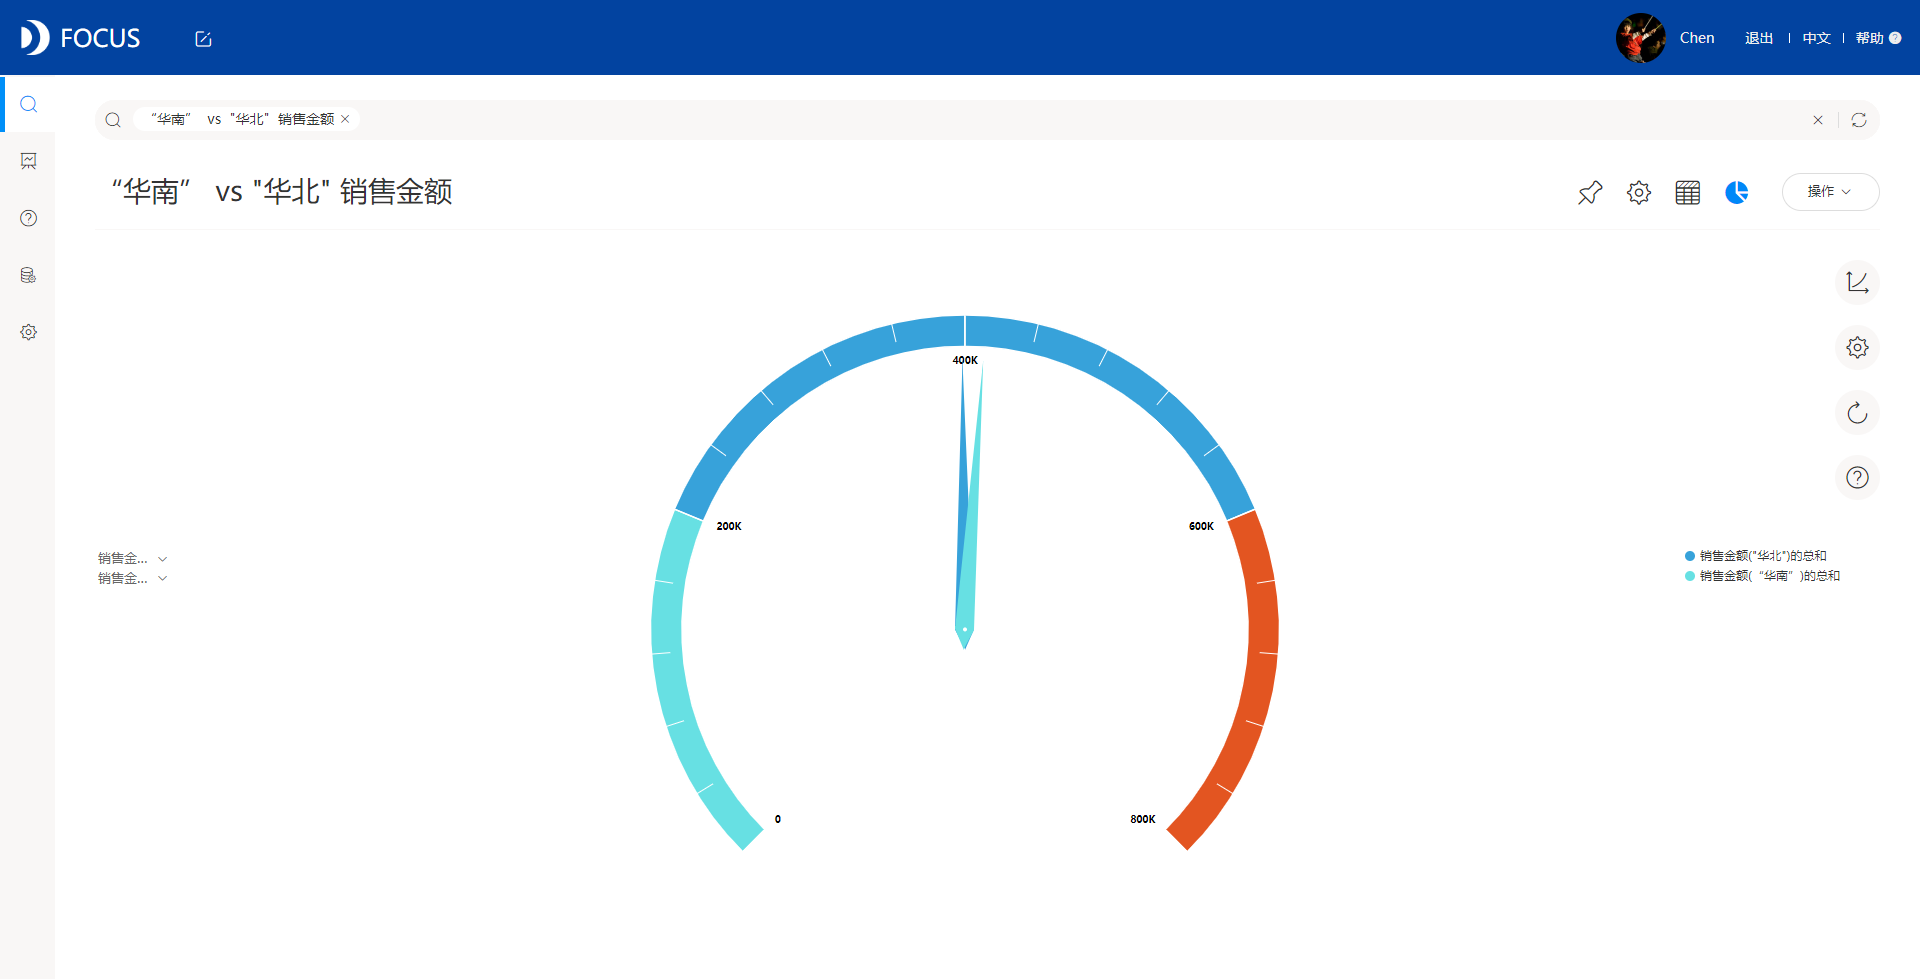 FOCUS
Chen 退出 | 中文 | 帮助 ?
“华南” vs "华北" 销售金额 ×
“华南” vs "华北" 销售金额
操作
400K
200K
600K
销售金...
销售金...
销售金额("华北")的总和
销售金额(“华南”)的总和
0
800K